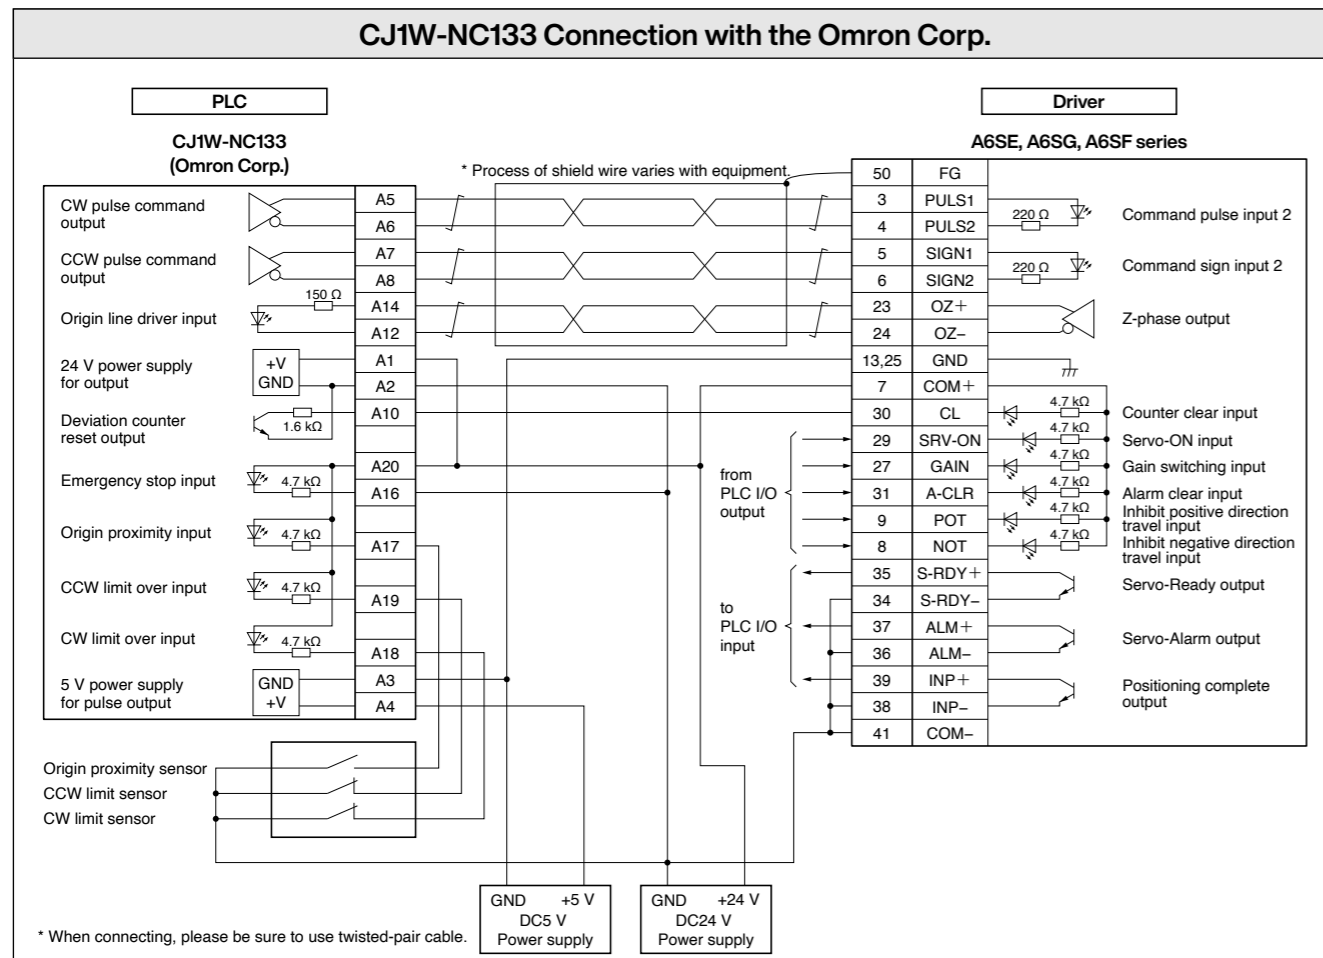 CJ1W-NC133 Connection with the Omron Corp.
PLC
Driver
CJ1W-NC133
(Omron Corp.)
A6SE, A6SG, A6SF series
* Process of shield wire varies with equipment.
CW pulse command
output
A5
A6
CCW pulse command
output
A7
A8
Origin line driver input
150 Ω
A14
A12
24 V power supply
for output
+V
GND
A1
A2
Deviation counter
reset output
1.6 kΩ
A10
Emergency stop input
4.7 kΩ
A20
A16
Origin proximity input
4.7 kΩ
A17
CCW limit over input
4.7 kΩ
A19
CW limit over input
4.7 kΩ
A18
5 V power supply
for pulse output
GND
+V
A3
A4
from
PLC I/O
output
to
PLC I/O
input
50 FG
3 PULS1
4 PULS2
220 Ω
Command pulse input 2
5 SIGN1
6 SIGN2
220 Ω
Command sign input 2
23 OZ+
24 OZ−
Z-phase output
13,25 GND
7 COM+
30 CL 4.7 kΩ Counter clear input
29 SRV-ON 4.7 kΩ Servo-ON input
27 GAIN 4.7 kΩ Gain switching input
31 A-CLR 4.7 kΩ Alarm clear input
9 POT 4.7 kΩ Inhibit positive direction
travel input
8 NOT 4.7 kΩ Inhibit negative direction
travel input
35 S-RDY+
34 S-RDY−
Servo-Ready output
37 ALM+
36 ALM−
Servo-Alarm output
39 INP+
38 INP−
Positioning complete
output
41 COM−
Origin proximity sensor
CCW limit sensor
CW limit sensor
GND +5 V
DC5 V
Power supply
GND +24 V
DC24 V
Power supply
* When connecting, please be sure to use twisted-pair cable.